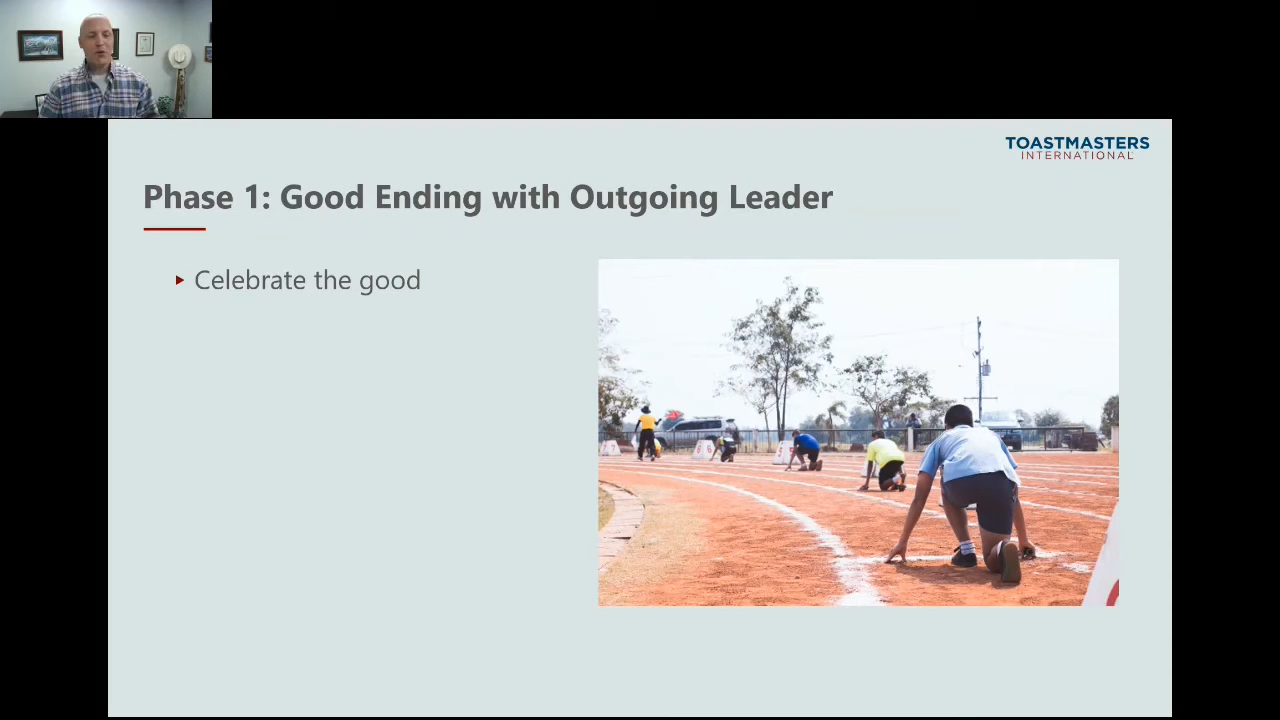 TOASTMASTERS
INTERNATIONAL
Phase 1: Good Ending with Outgoing Leader
Celebrate the good